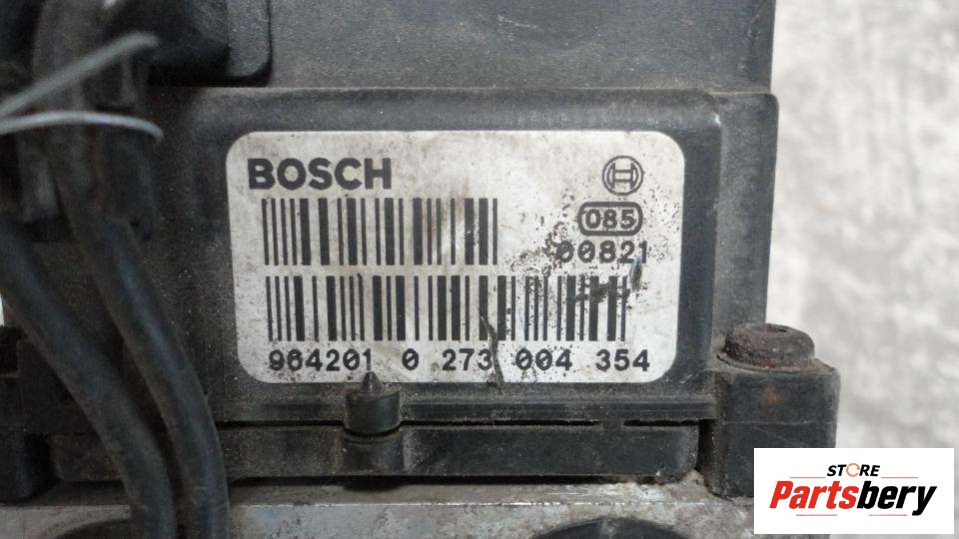 BOSCH
085
00821
964201 0 273 004 354
STORE
Partsbery